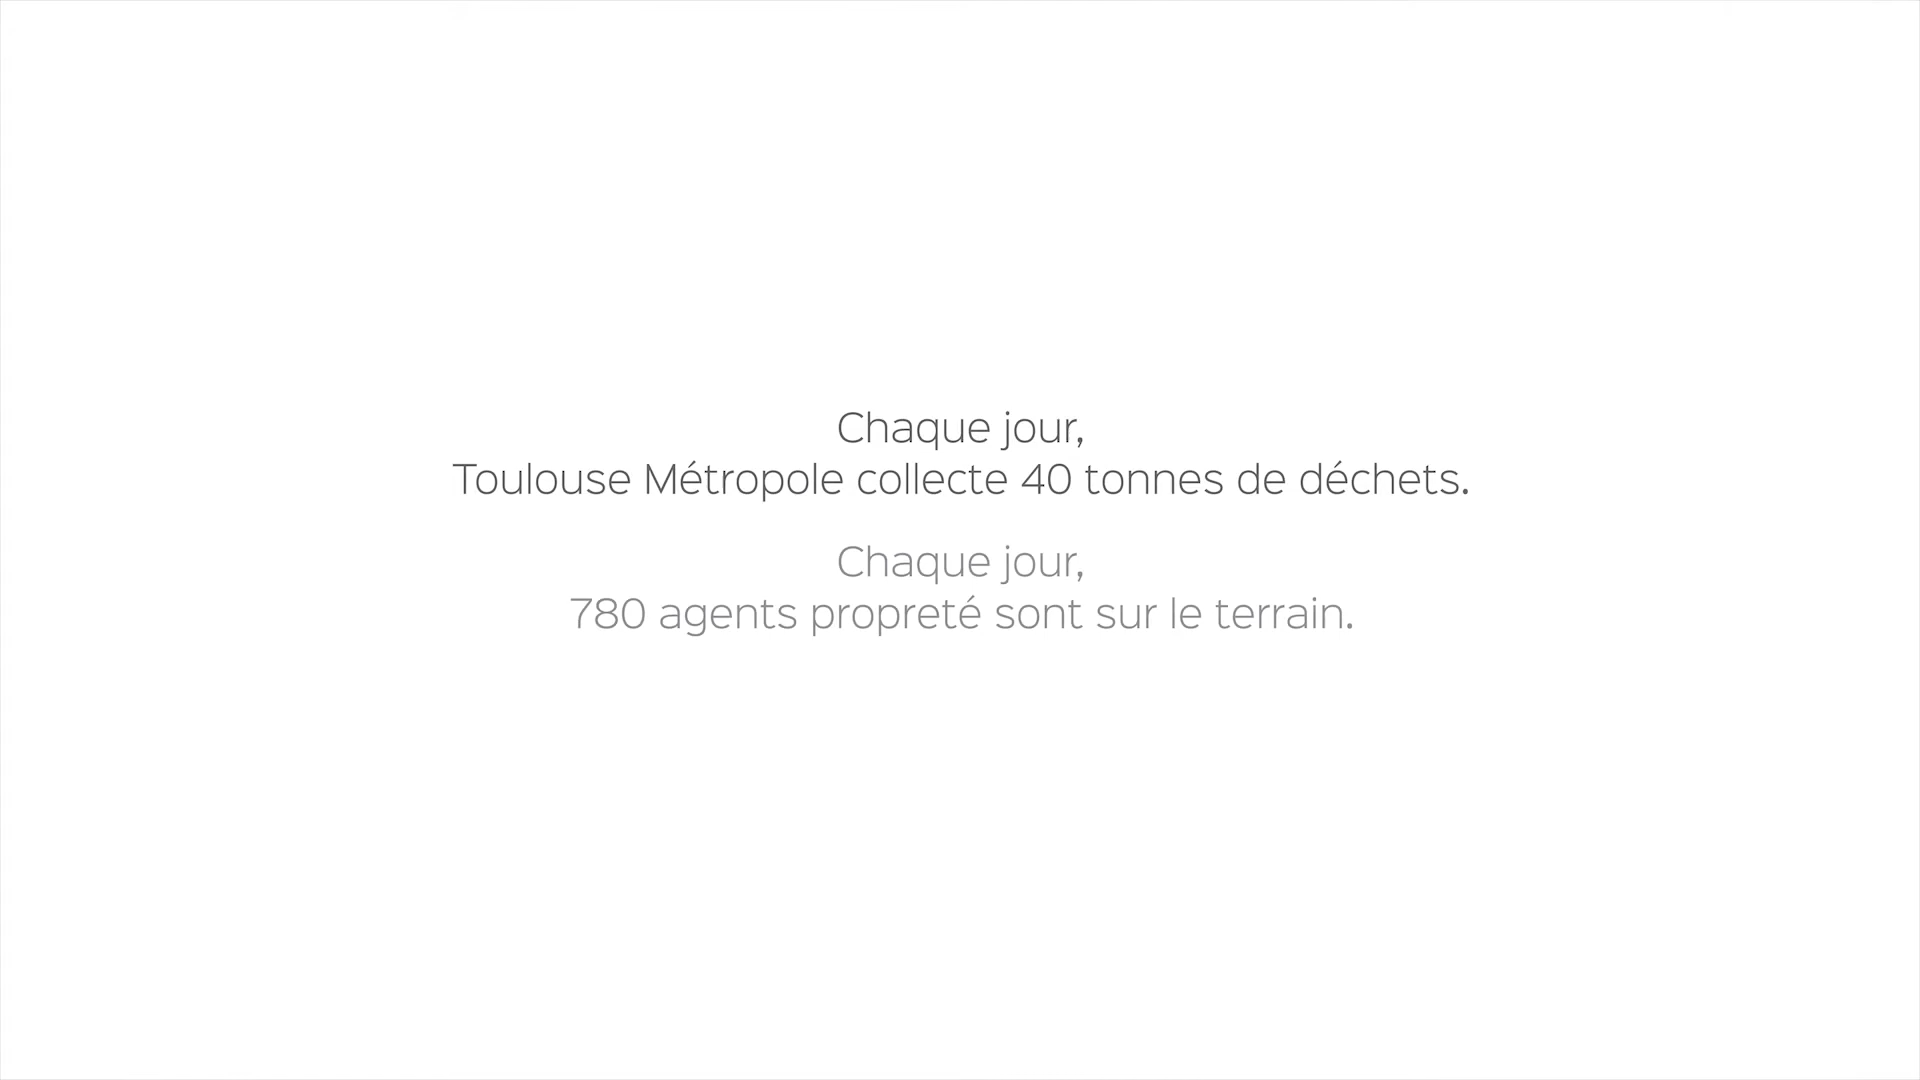 Chaque jour,
Toulouse Métropole collecte 40 tonnes de déchets.
Chaque jour,
780 agents propreté sont sur le terrain.